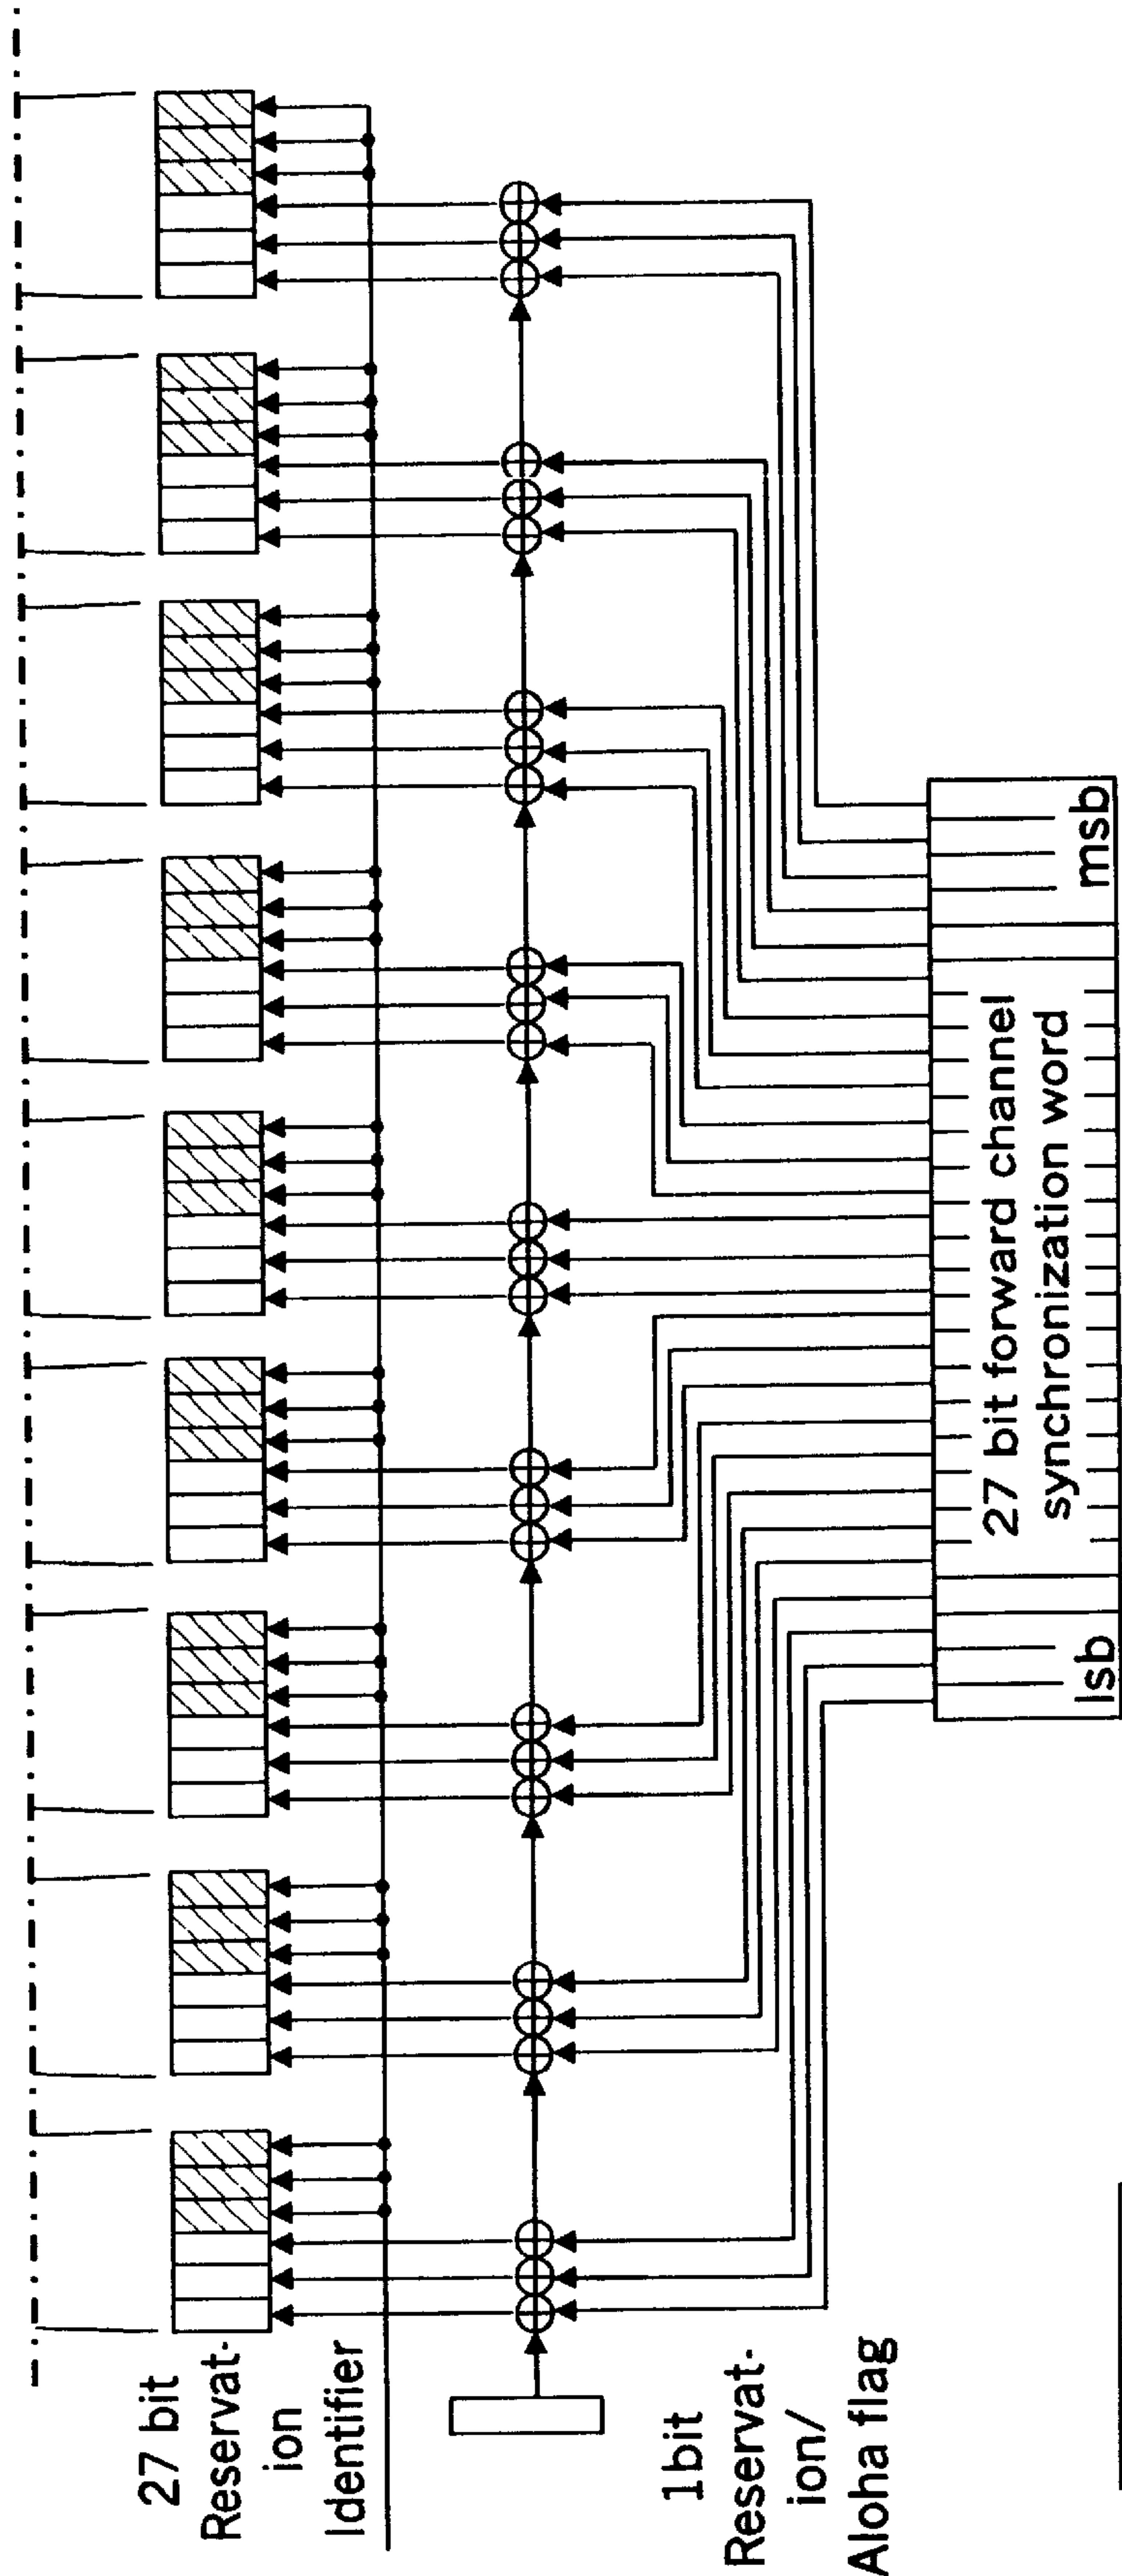 27 bit
Reservat-
ion
Identifier
1bit
Reservat-
ion/
Aloha flag
lsb
27 bit forward channel
synchronization word
msb